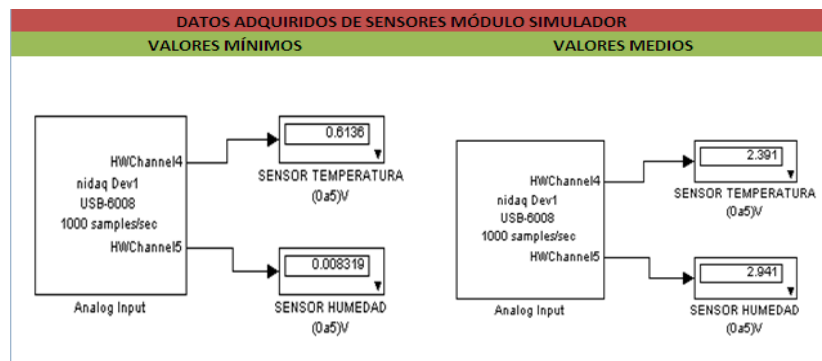 DATOS ADQUIRIDOS DE SENSORES MÓDULO SIMULADOR
VALORES MÍNIMOS
VALORES MEDIOS
HWChannel4
nidaq Dev1
USB-6008
1000 samples/sec
HWChannel5
Analog Input
0.6136
SENSOR TEMPERATURA
(0a5)V
0.008319
SENSOR HUMEDAD
(0a5)V
HWChannel4
nidaq Dev1
USB-6008
1000 samples/sec
HWChannel5
Analog Input
2.391
SENSOR TEMPERATURA
(0a5)V
2.941
SENSOR HUMEDAD
(0a5)V